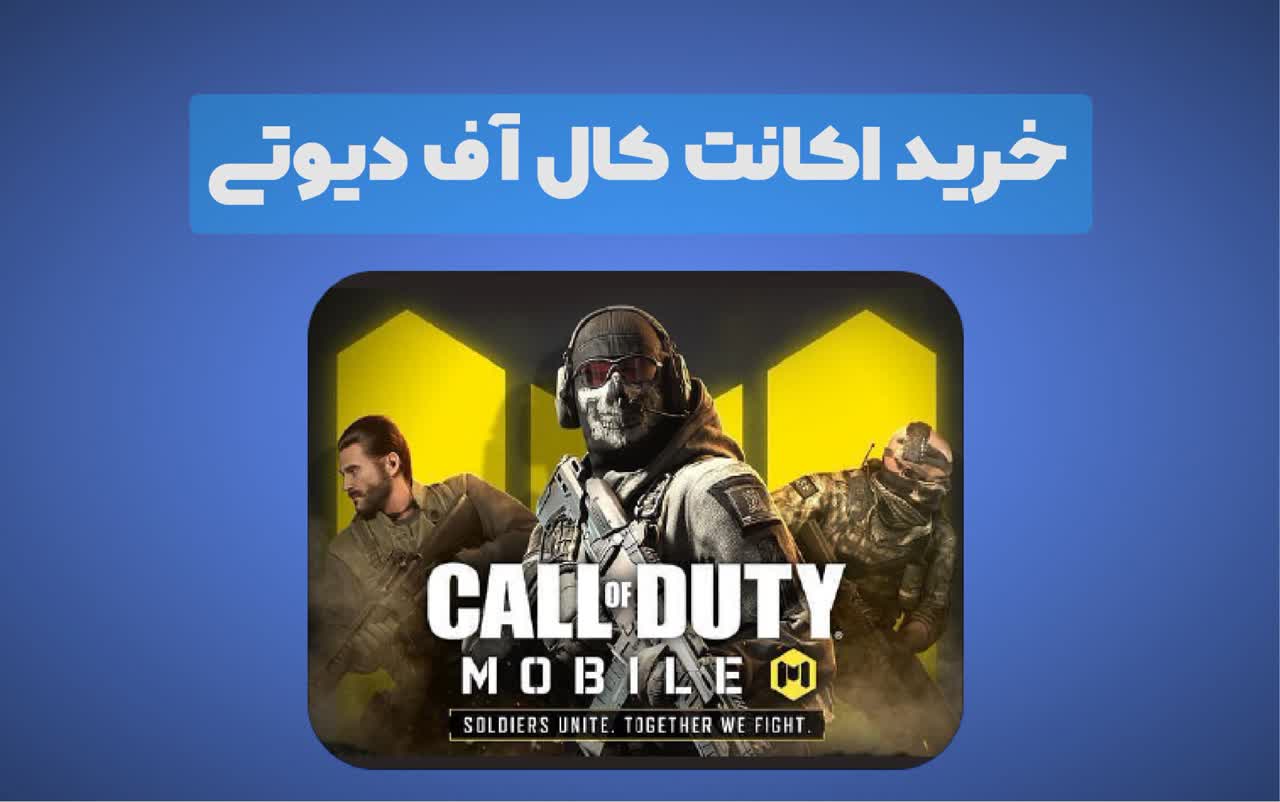 خرید اکانت کال آف دیوتی
CALL OF DUTY®
MOBILE
SOLDIERS UNITE. TOGETHER WE FIGHT.